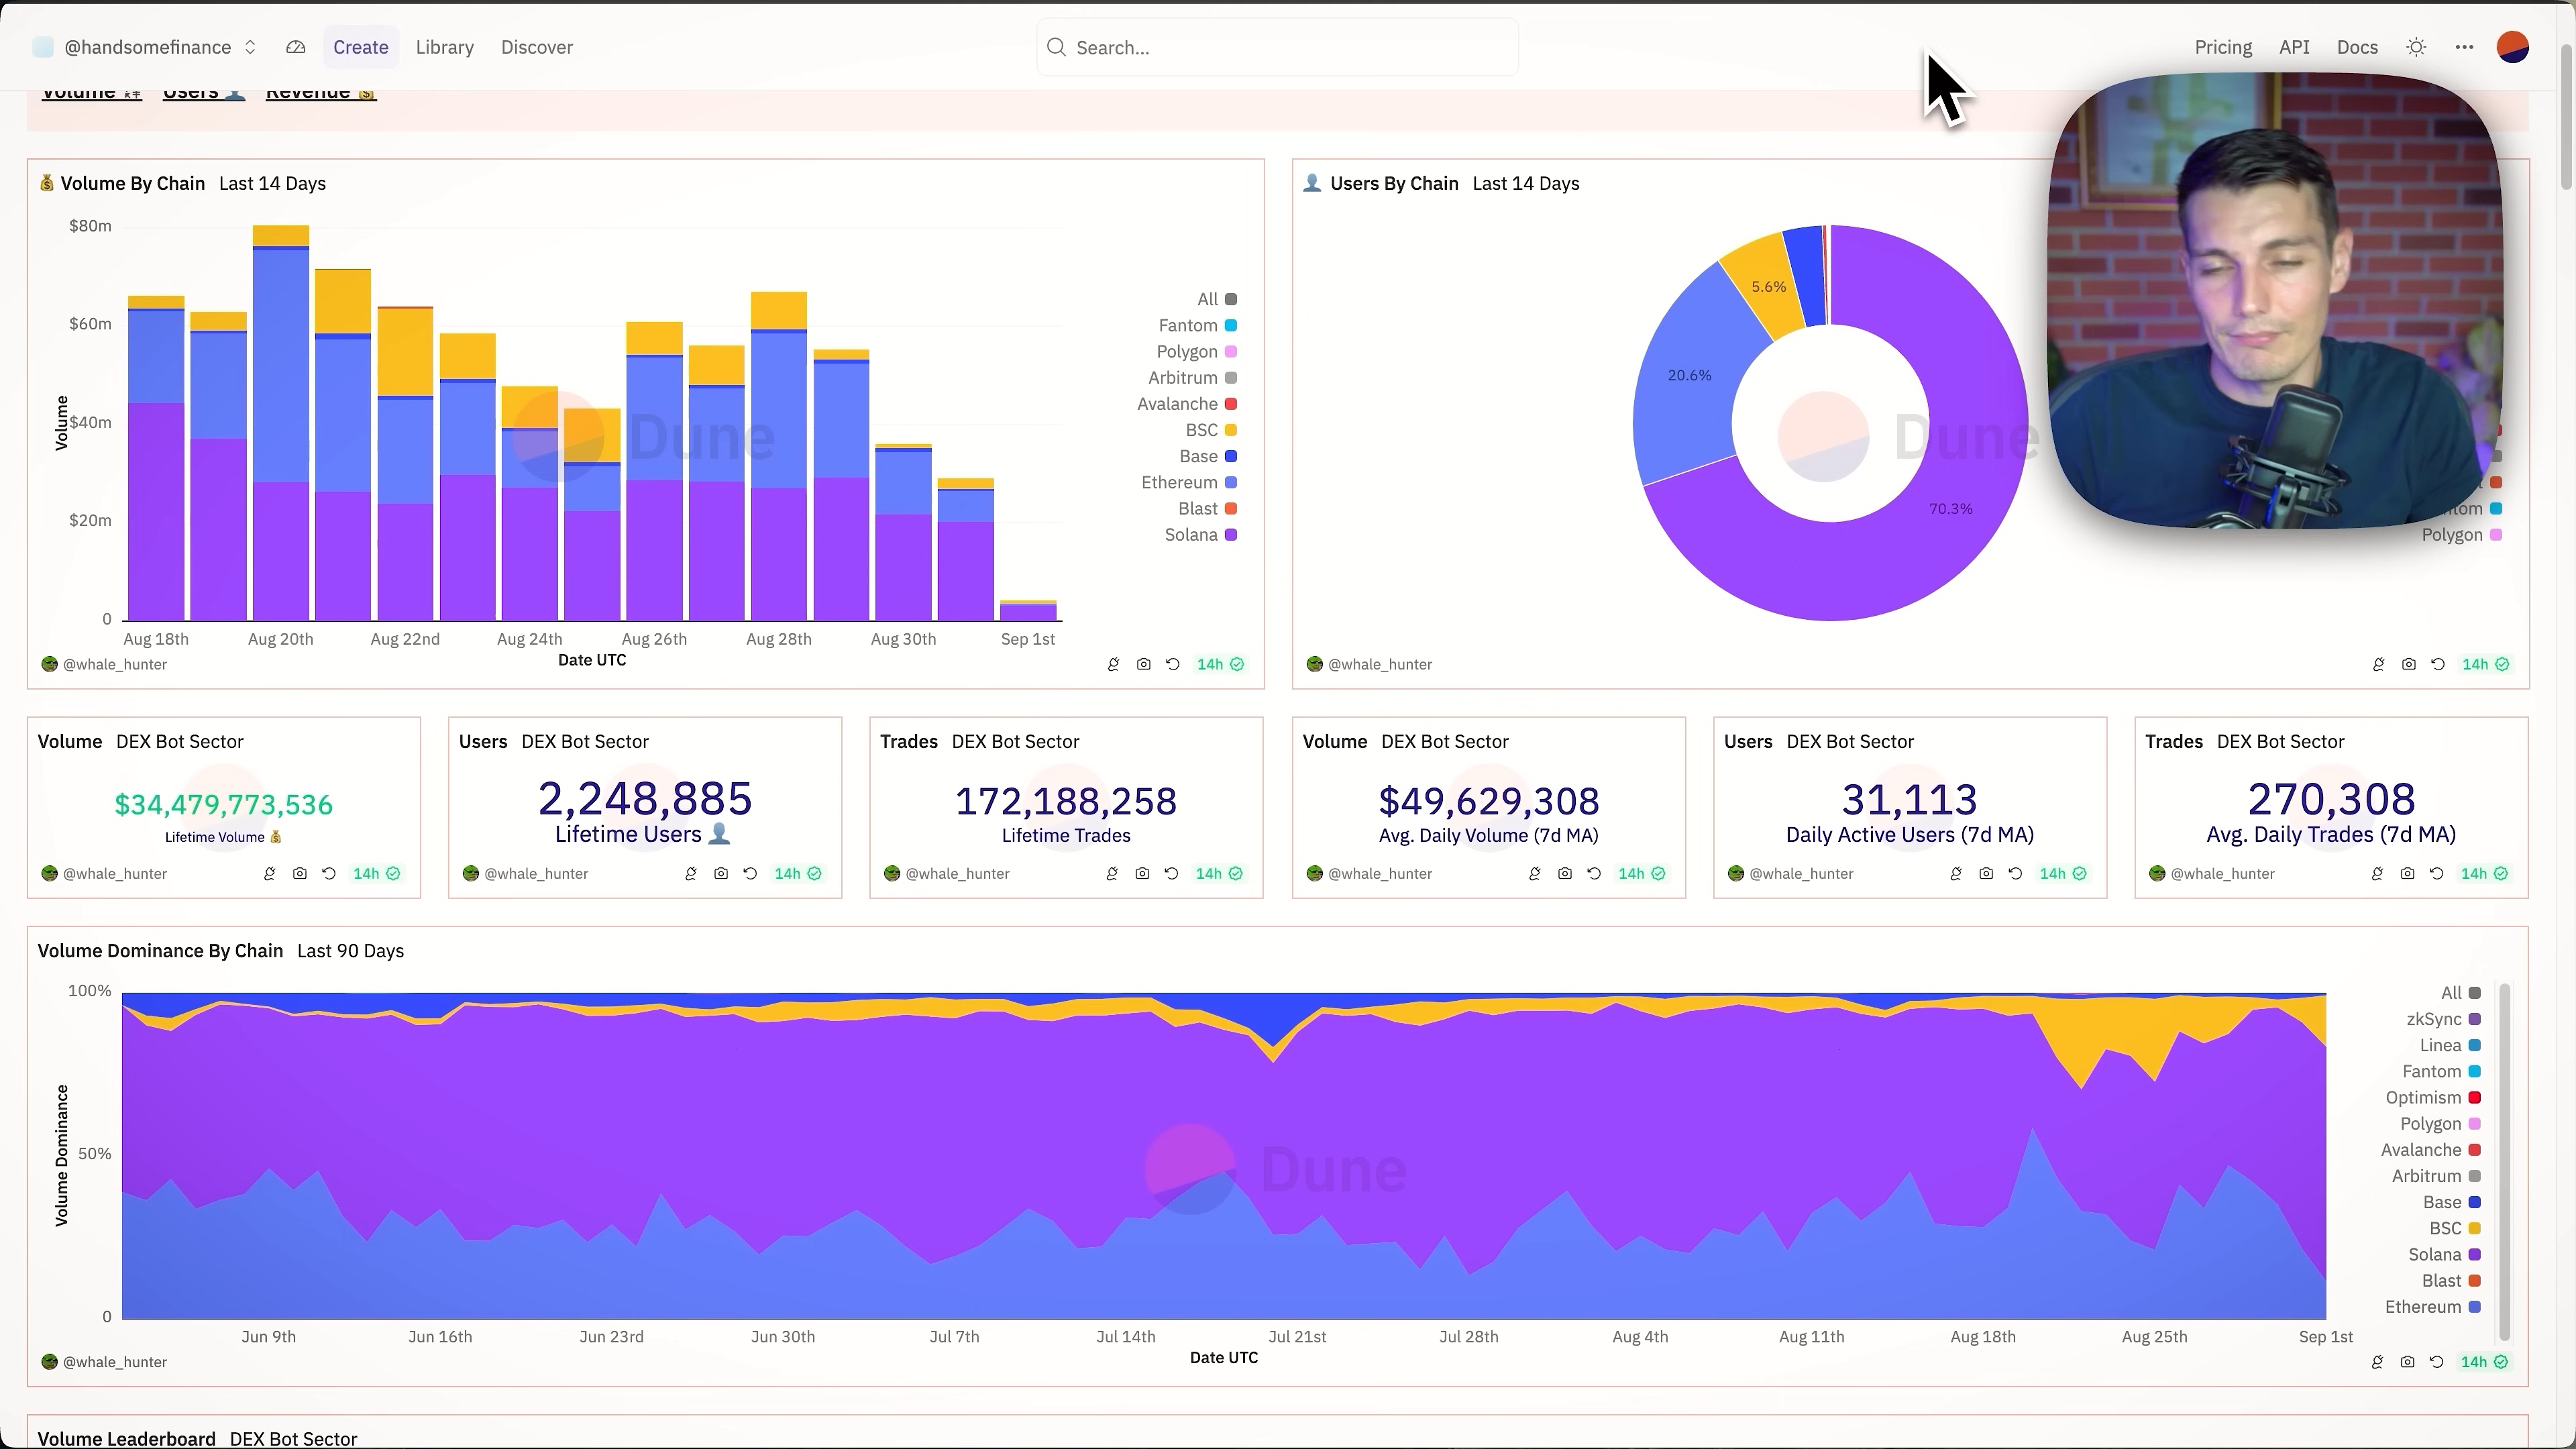 @handsomefinance Create Library Discover Search... Pricing API Docs
Volume Users Revenue
Volume By Chain Last 14 Days
$80m
$60m
$40m
$20m
0
Volume
Dune
All
Fantom
Polygon
Arbitrum
Avalanche
BSC
Base
Ethereum
Blast
Solana
Aug 18th Aug 20th Aug 22nd Aug 24th Aug 26th Aug 28th Aug 30th Sep 1st
Date UTC
@whale_hunter 14h
Users By Chain Last 14 Days
5.6%
20.6%
70.3%
Dune
Polygon
@whale_hunter 14h
Volume DEX Bot Sector
$34,479,773,536
Lifetime Volume
@whale_hunter 14h
Users DEX Bot Sector
2,248,885
Lifetime Users
@whale_hunter 14h
Trades DEX Bot Sector
172,188,258
Lifetime Trades
@whale_hunter 14h
Volume DEX Bot Sector
$49,629,308
Avg. Daily Volume (7d MA)
@whale_hunter 14h
Users DEX Bot Sector
31,113
Daily Active Users (7d MA)
@whale_hunter 14h
Trades DEX Bot Sector
270,308
Avg. Daily Trades (7d MA)
@whale_hunter 14h
Volume Dominance By Chain Last 90 Days
100%
50%
0
Volume Dominance
Dune
All
zkSync
Linea
Fantom
Optimism
Polygon
Avalanche
Arbitrum
Base
BSC
Solana
Blast
Ethereum
Jun 9th Jun 16th Jun 23rd Jun 30th Jul 7th Jul 14th Jul 21st Jul 28th Aug 4th Aug 11th Aug 18th Aug 25th Sep 1st
Date UTC
@whale_hunter 14h
Volume Leaderboard DEX Bot Sector